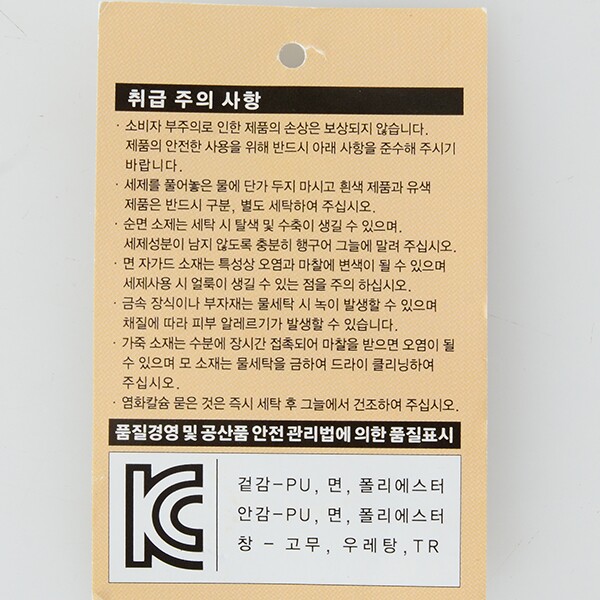 취급 주의 사항
· 소비자 부주의로 인한 제품의 손상은 보상되지 않습니다.
제품의 안전한 사용을 위해 반드시 아래 사항을 준수해 주시기
바랍니다.
· 세제를 풀어놓은 물에 단가 두지 마시고 흰색 제품과 유색
제품은 반드시 구분, 별도 세탁하여 주십시오.
· 순면 소제는 세탁 시 탈색 및 수축이 생길 수 있으며.
세제성분이 남지 않도록 충분히 행구어 그늘에 말려 주십시오.
· 면 자가드 소재는 특성상 오염과 마찰에 변색이 될 수 있으며
세제사용 시 얼룩이 생길 수 있는 점을 주의 하십시오.
· 금속 장식이나 부자재는 물세탁 시 녹이 발생할 수 있으며
채질에 따라 피부 알레르기가 발생할 수 있습니다.
· 가죽 소재는 수분에 장시간 접촉되어 마찰을 받으면 오염이 될
수 있으며 모 소재는 물세탁을 금하여 드라이 클리닝하여
주십시오.
· 염화칼슘 묻은 것은 즉시 세탁 후 그늘에서 건조하여 주십시오.
품질경영 및 공산품 안전 관리법에 의한 품질표시
KC
겉감-PU, 면, 폴리에스터
안감-PU, 면, 폴리에스터
창 - 고무, 우레탕, TR